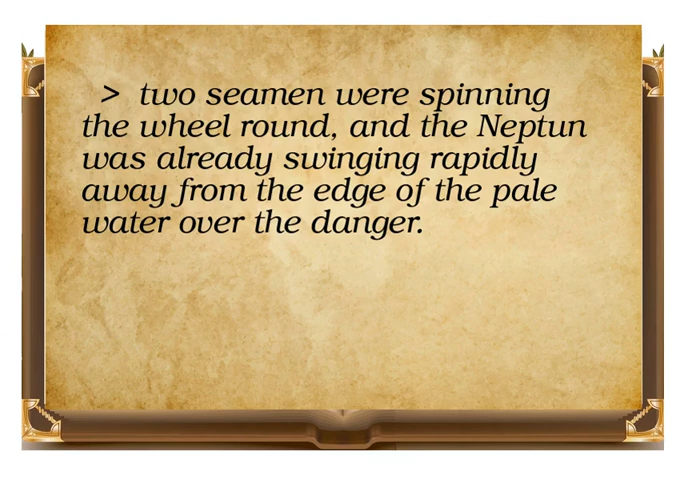 > two seamen were spinning
the wheel round, and the Neptun
was already swinging rapidly
away from the edge of the pale
water over the danger.